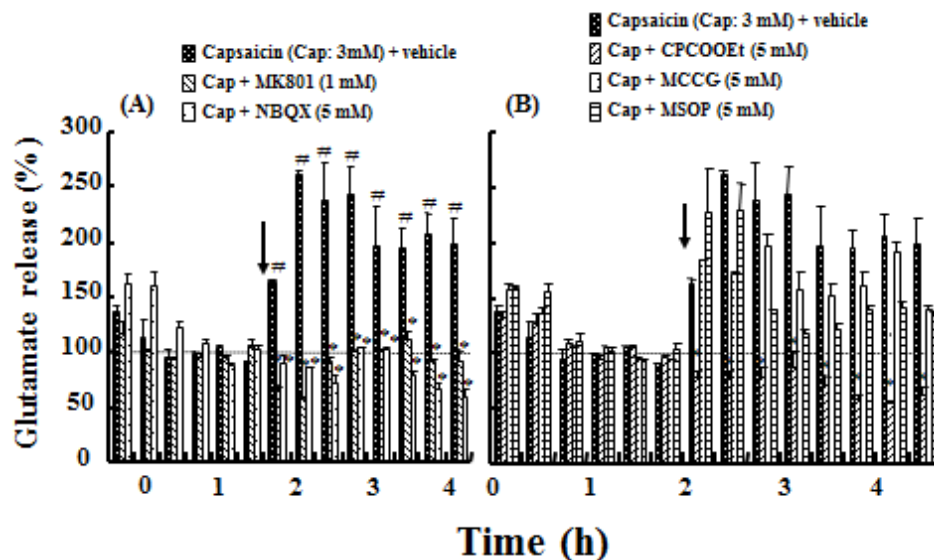 Capsaicin (Cap: 3mM) + vehicle
Cap + MK801 (1 mM)
Cap + NBQX (5 mM)
(A)
Capsaicin (Cap: 3 mM) + vehicle
Cap + CPCOOEt (5 mM)
Cap + MCCG (5 mM)
Cap + MSOP (5 mM)
(B)
Glutamate release (%)
300
250
200
150
100
50
0
# # # # # # # #
0 1 2 3 4
0 1 2 3 4
Time (h)